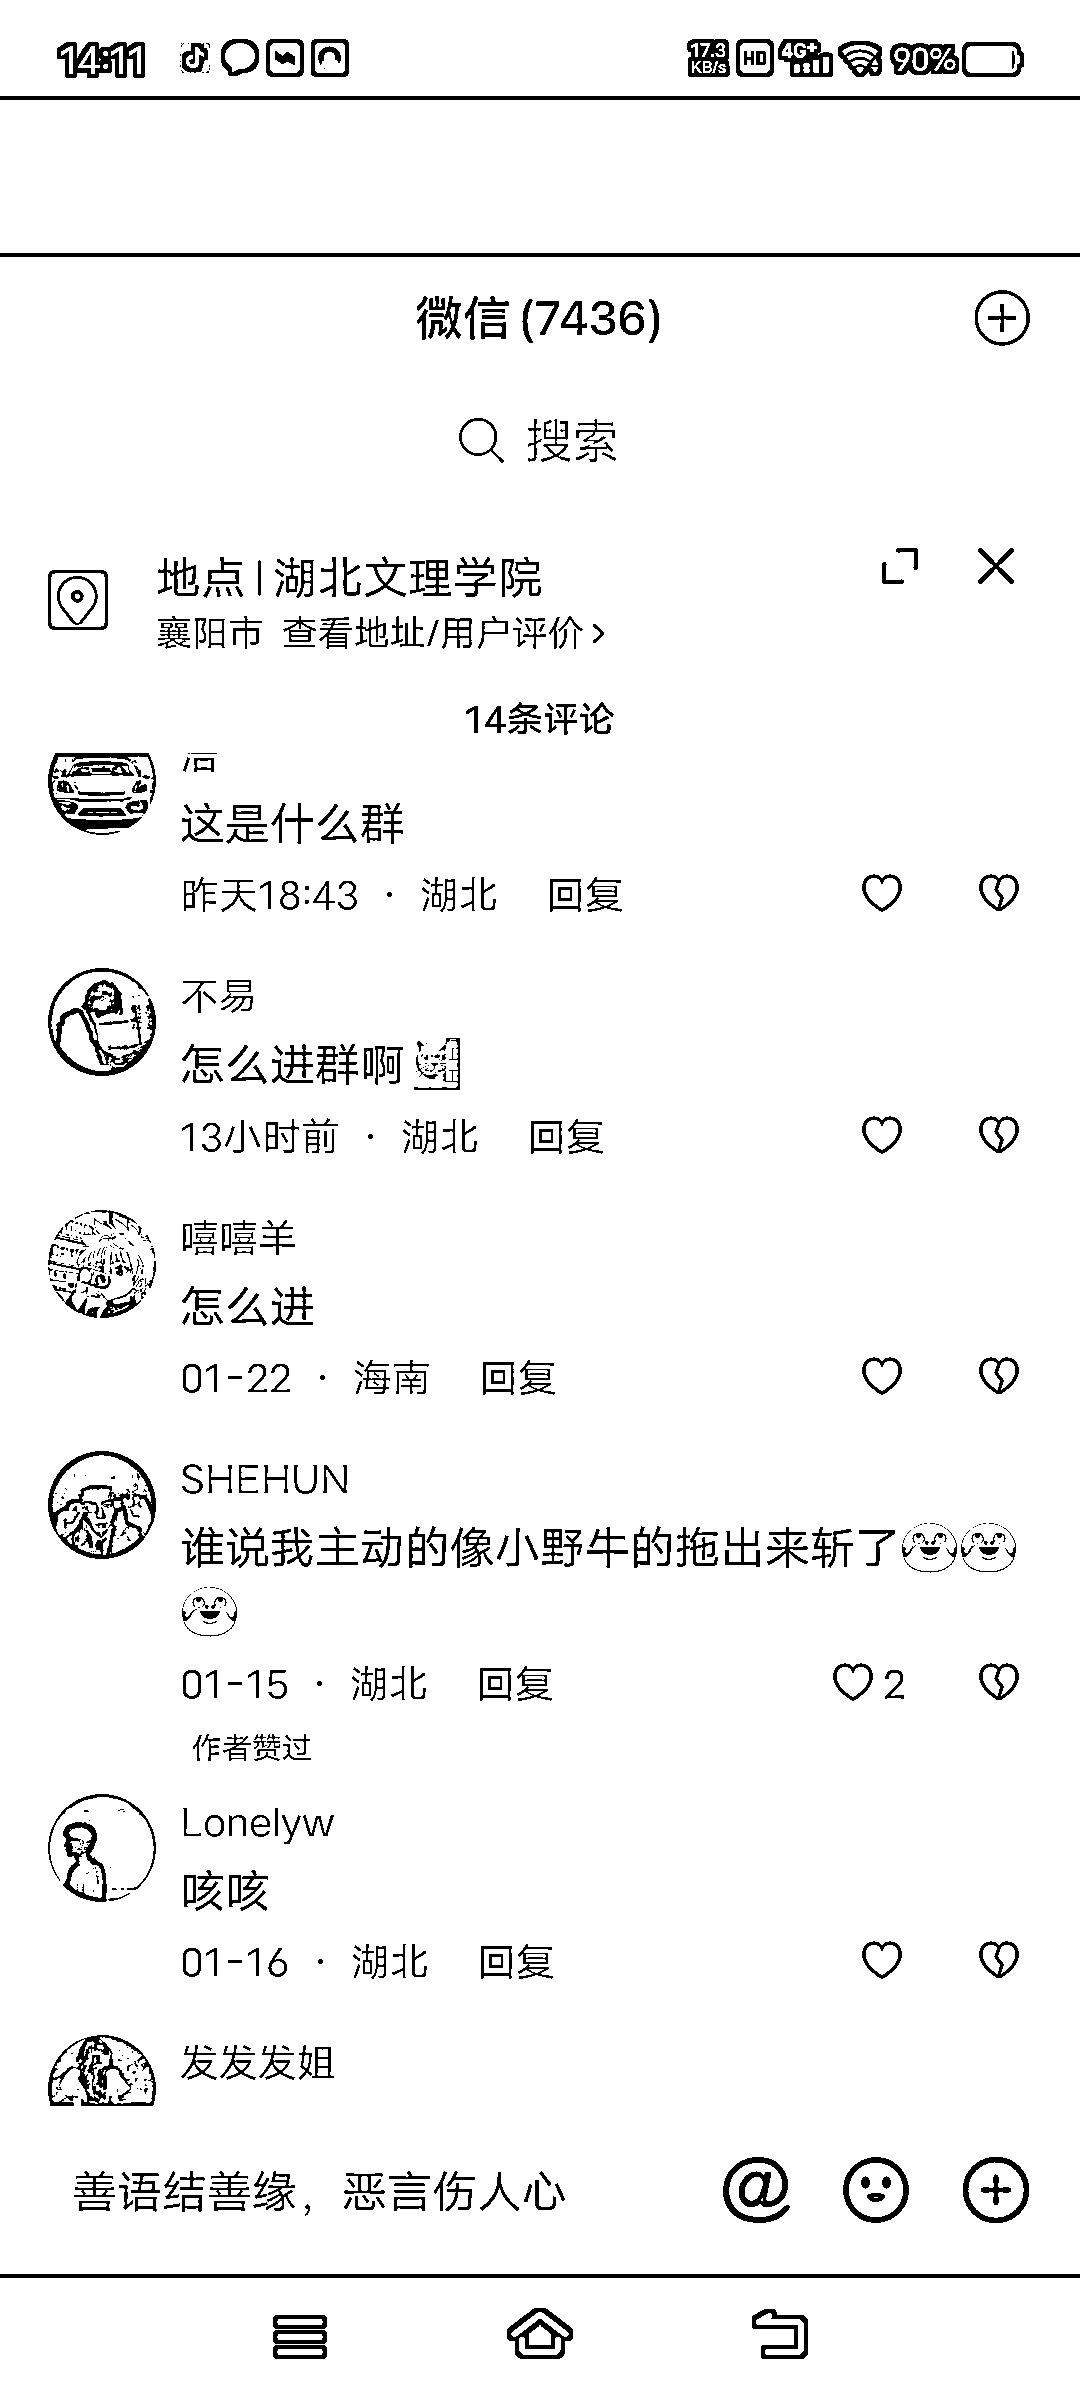 14:11 17.3 KB/s HD 4G+ 90%
微信(7436)
搜索
地点|湖北文理学院
襄阳市 查看地址/用户评价>
14条评论
这是什么群
昨天18:43 · 湖北 回复
不易
怎么进群啊
13小时前 · 湖北 回复
嘻嘻羊
怎么进
01-22 · 海南 回复
SHEHUN
谁说我主动的像小野牛的拖出来斩了
01-15 · 湖北 回复 2
作者赞过
Lonelyw
咳咳
01-16 · 湖北 回复
发发发姐
善语结善缘，恶言伤人心